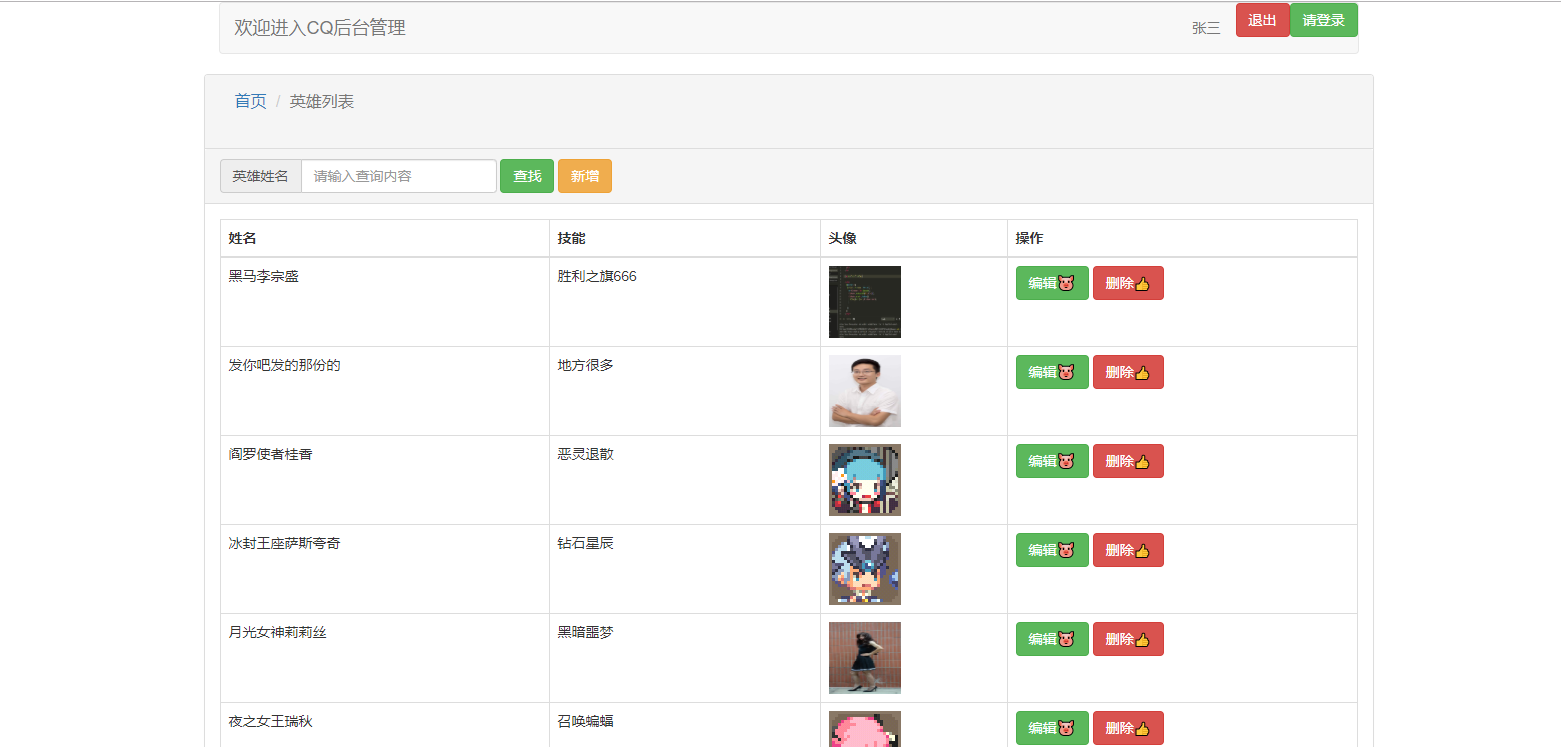 欢迎进入CQ后台管理 张三 退出 请登录
首页 / 英雄列表
英雄姓名 请输入查询内容 查找 新增
姓名 技能 头像 操作
黑马李宗盛 胜利之旗666 编辑🐷 删除👍
发你吧发的那份的 地方很多 编辑🐷 删除👍
阎罗使者桂香 恶灵退散 编辑🐷 删除👍
冰封王座萨斯夸奇 钻石星辰 编辑🐷 删除👍
月光女神莉莉丝 黑暗噩梦 编辑🐷 删除👍
夜之女王瑞秋 召唤蝙蝠 编辑🐷 删除👍